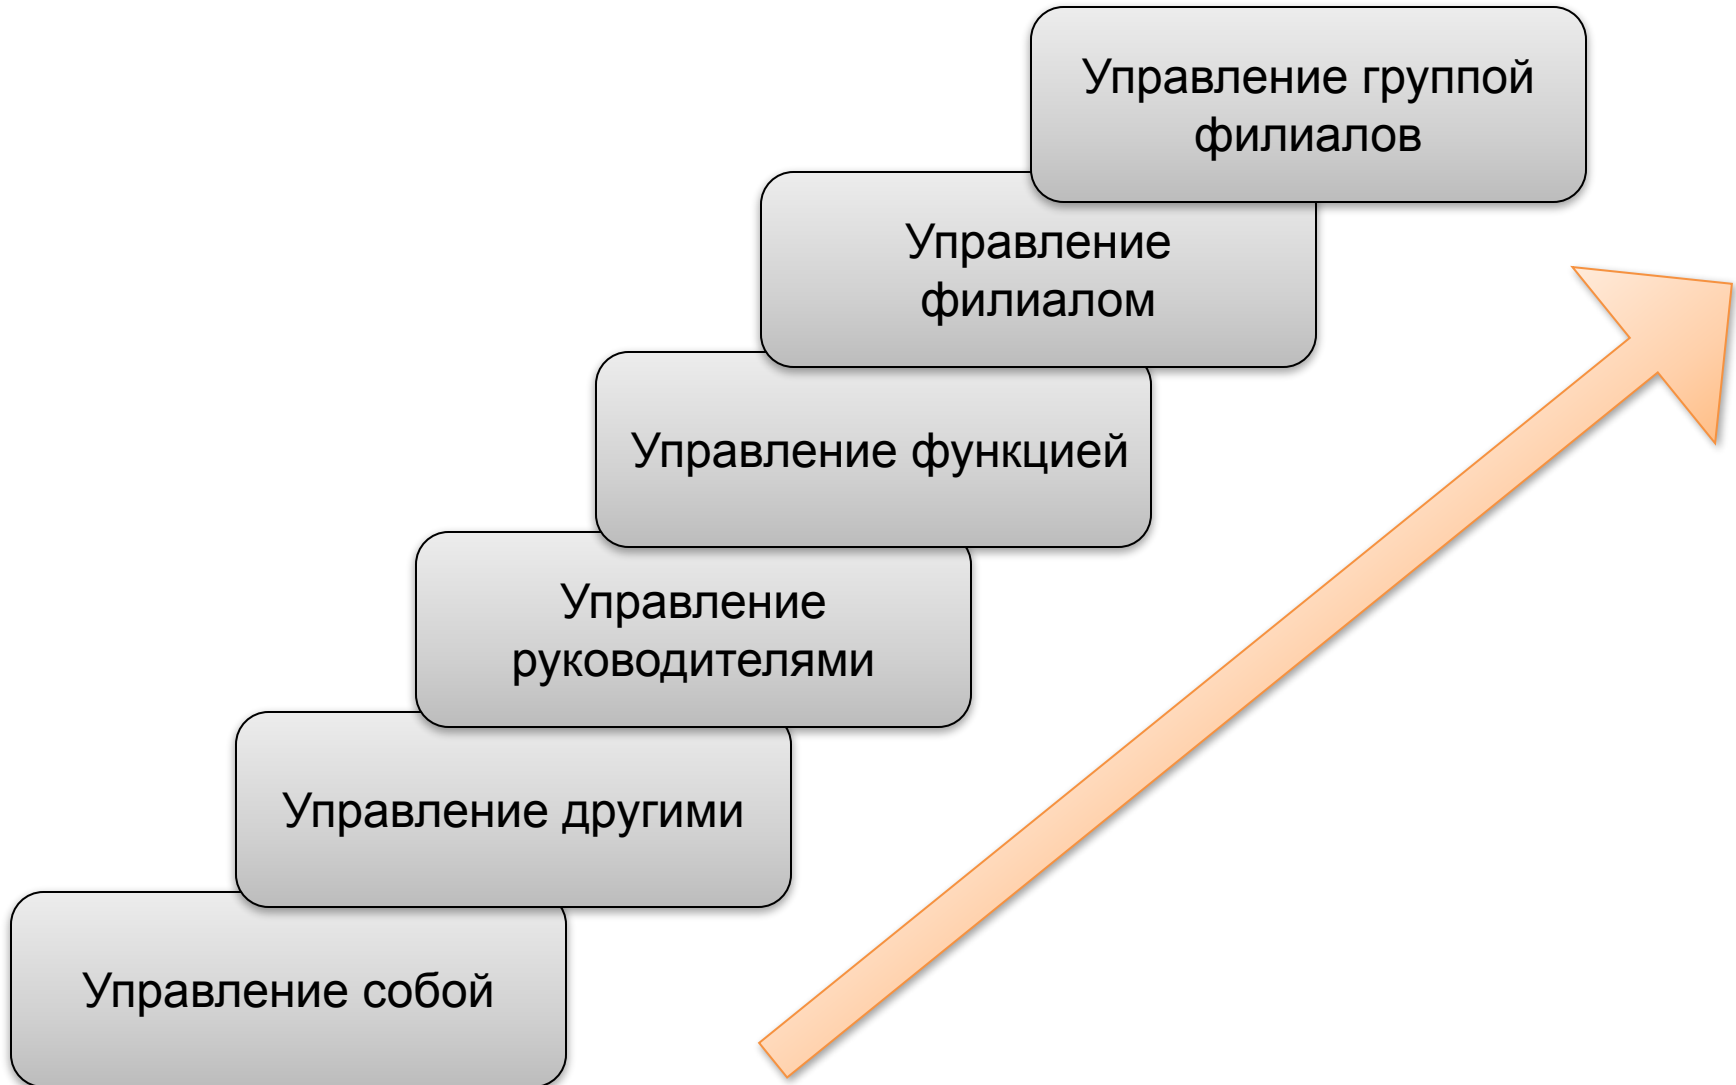 Управление группой
филиалов
Управление
филиалом
Управление функцией
Управление
руководителями
Управление другими
Управление собой